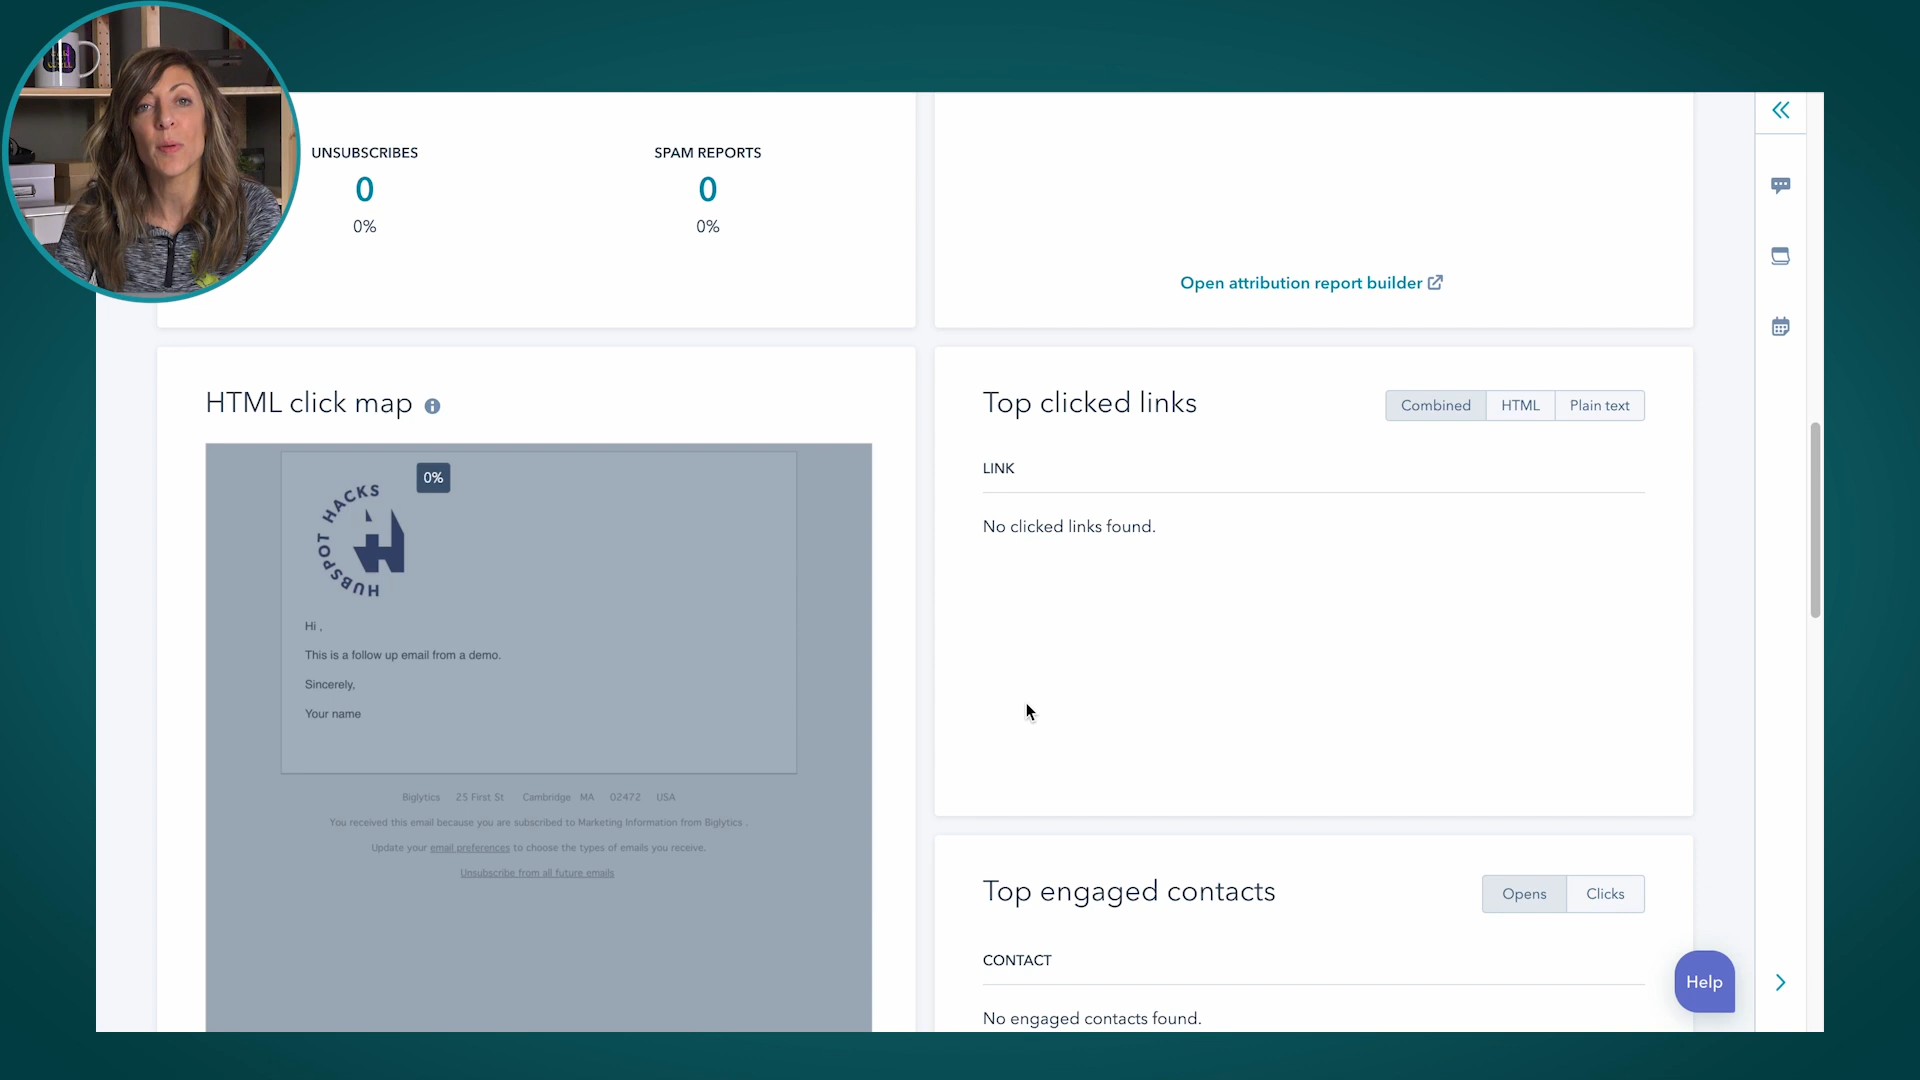 UNSUBSCRIBES
0
0%
SPAM REPORTS
0
0%
Open attribution report builder
HTML click map
0%
HUBSPOT HACKS
Hi ,
This is a follow up email from a demo.
Sincerely,
Your name
Biglytics 25 First St Cambridge MA 02472 USA
You received this email because you are subscribed to Marketing Information from Biglytics .
Update your email preferences to choose the types of emails you receive.
Unsubscribe from all future emails
Top clicked links
Combined HTML Plain text
LINK
No clicked links found.
Top engaged contacts
Opens Clicks
CONTACT
No engaged contacts found.
Help